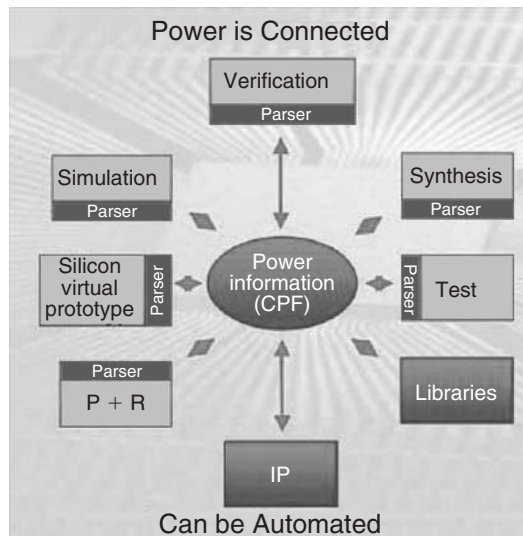 Power is Connected
Verification
Parser
Simulation
Parser
Synthesis
Parser
Silicon
virtual
prototype
Parser
Power
information
(CPF)
Parser
Test
Parser
P + R
Libraries
IP
Can be Automated